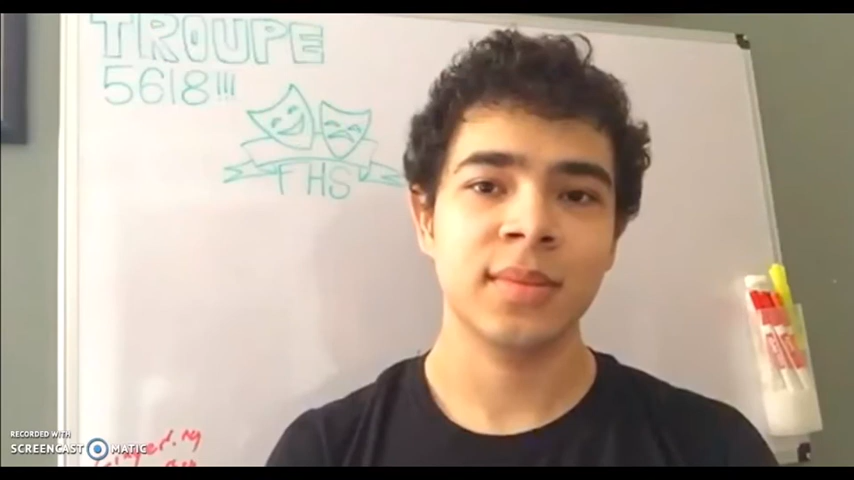 TROUPE
5618!!!
FHS
RECORDED WITH
SCREENCAST MATIC